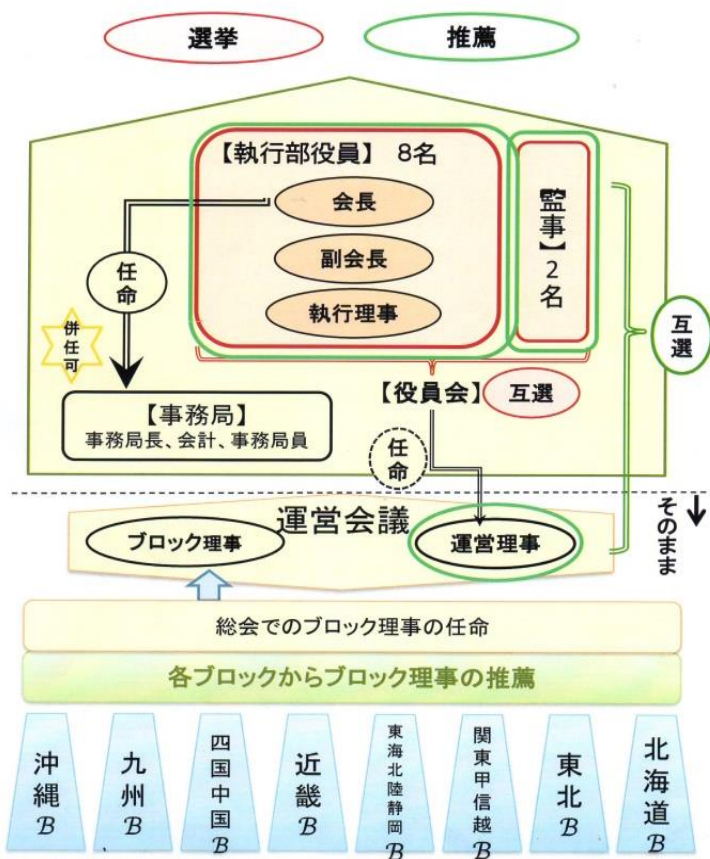 選挙
推薦
【執行部役員】 8名
会長
副会長
執行理事
【監事】2名
任命
併任可
互選
【役員会】
互選
【事務局】
事務局長、会計、事務局員
任命
そのまま
運営会議
ブロック理事
運営理事
総会でのブロック理事の任命
各ブロックからブロック理事の推薦
沖縄B
九州B
四国中国B
近畿B
東海北陸静岡B
関東甲信越B
東北B
北海道B